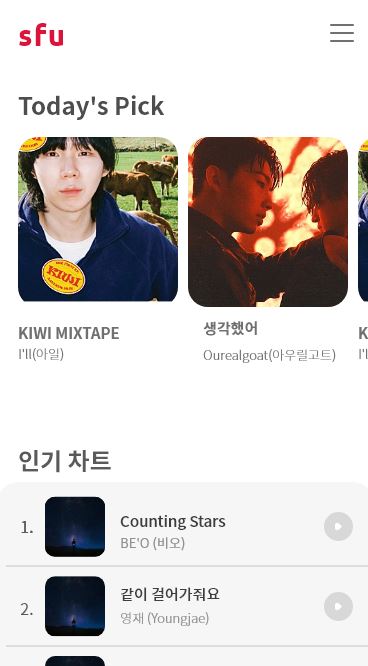 sfu
Today's Pick
KIWI
KIWI MIXTAPE
I'll(아일)
생각했어
Ourealgoat(아우릴고트)
인기 차트
1.
Counting Stars
BE'O (비오)
2.
같이 걸어가줘요
영재 (Youngjae)